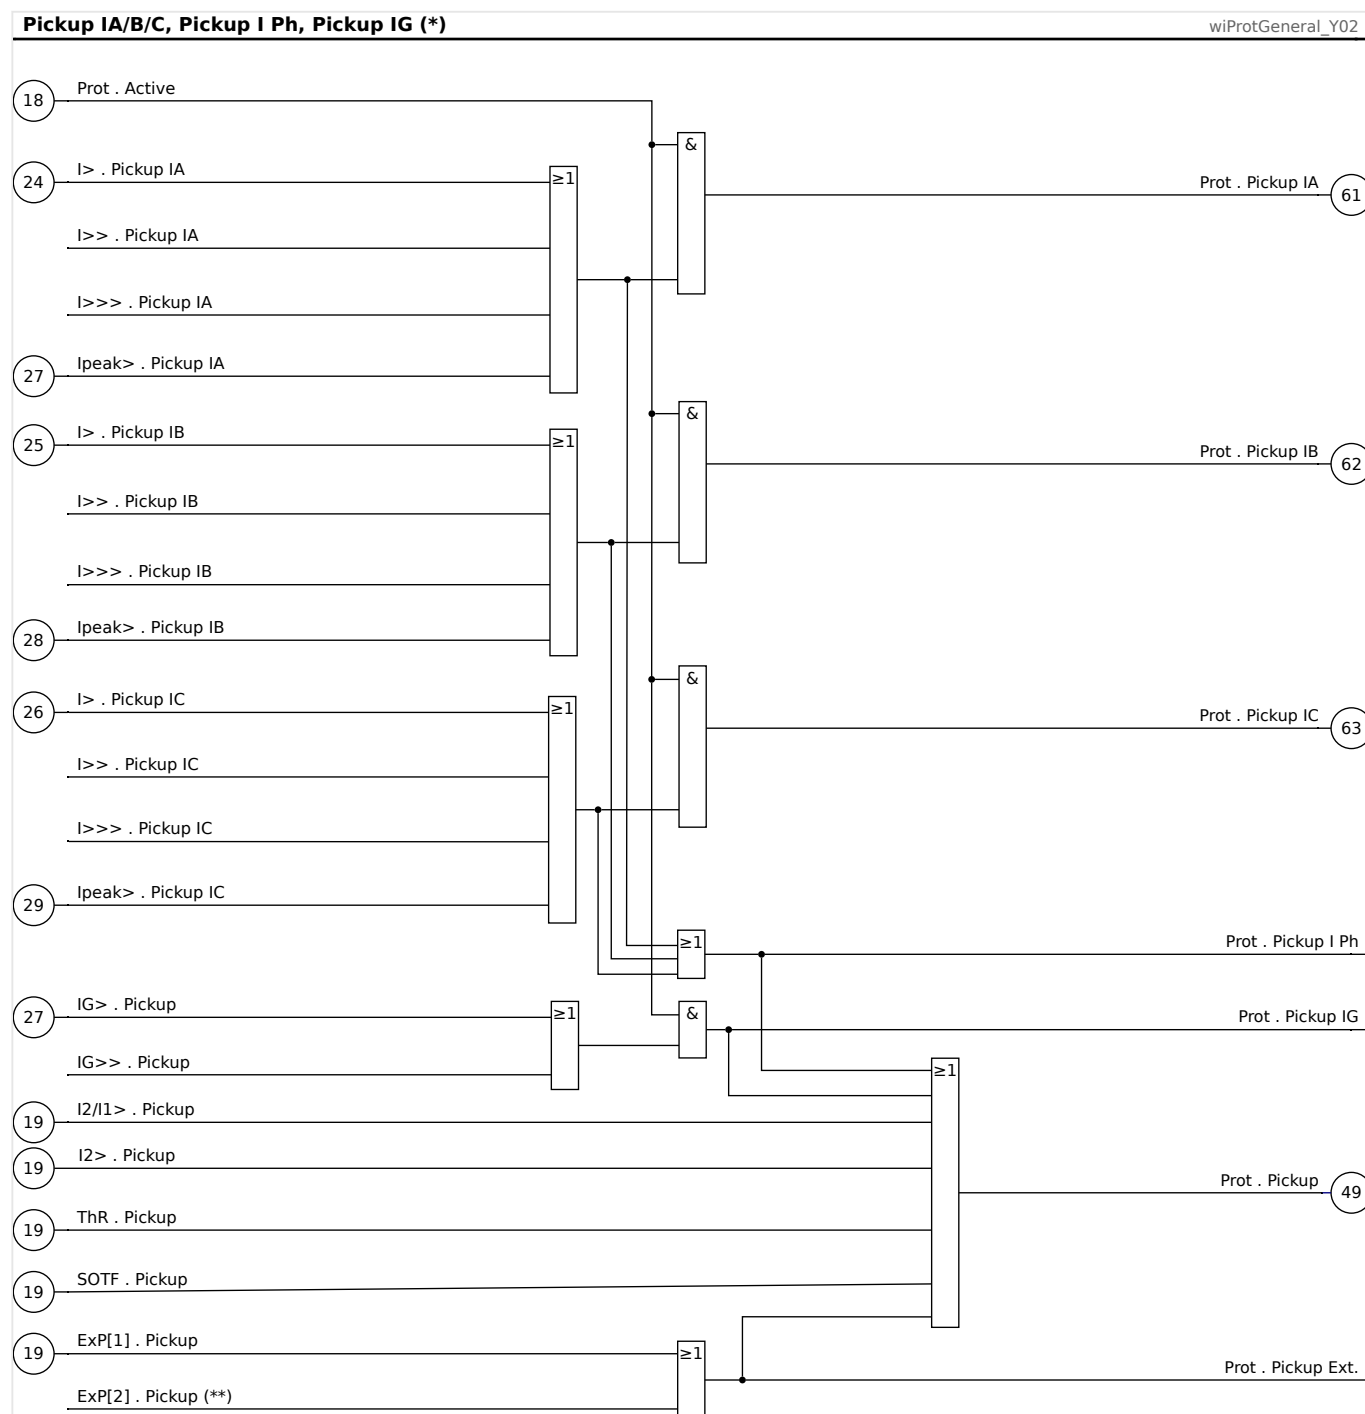 Pickup IA/B/C, Pickup I Ph, Pickup IG (*)
wiProtGeneral_Y02
18
Prot . Active
&
24
I> . Pickup IA
≥1
Prot . Pickup IA
61
I>> . Pickup IA
I>>> . Pickup IA
27
Ipeak> . Pickup IA
&
25
I> . Pickup IB
≥1
Prot . Pickup IB
62
I>> . Pickup IB
I>>> . Pickup IB
28
Ipeak> . Pickup IB
&
26
I> . Pickup IC
≥1
Prot . Pickup IC
63
I>> . Pickup IC
I>>> . Pickup IC
29
Ipeak> . Pickup IC
≥1
Prot . Pickup I Ph
27
IG> . Pickup
≥1
&
Prot . Pickup IG
IG>> . Pickup
≥1
19
I2/I1> . Pickup
19
I2> . Pickup
Prot . Pickup
49
19
ThR . Pickup
19
SOTF . Pickup
19
ExP[1] . Pickup
≥1
Prot . Pickup Ext.
ExP[2] . Pickup (**)